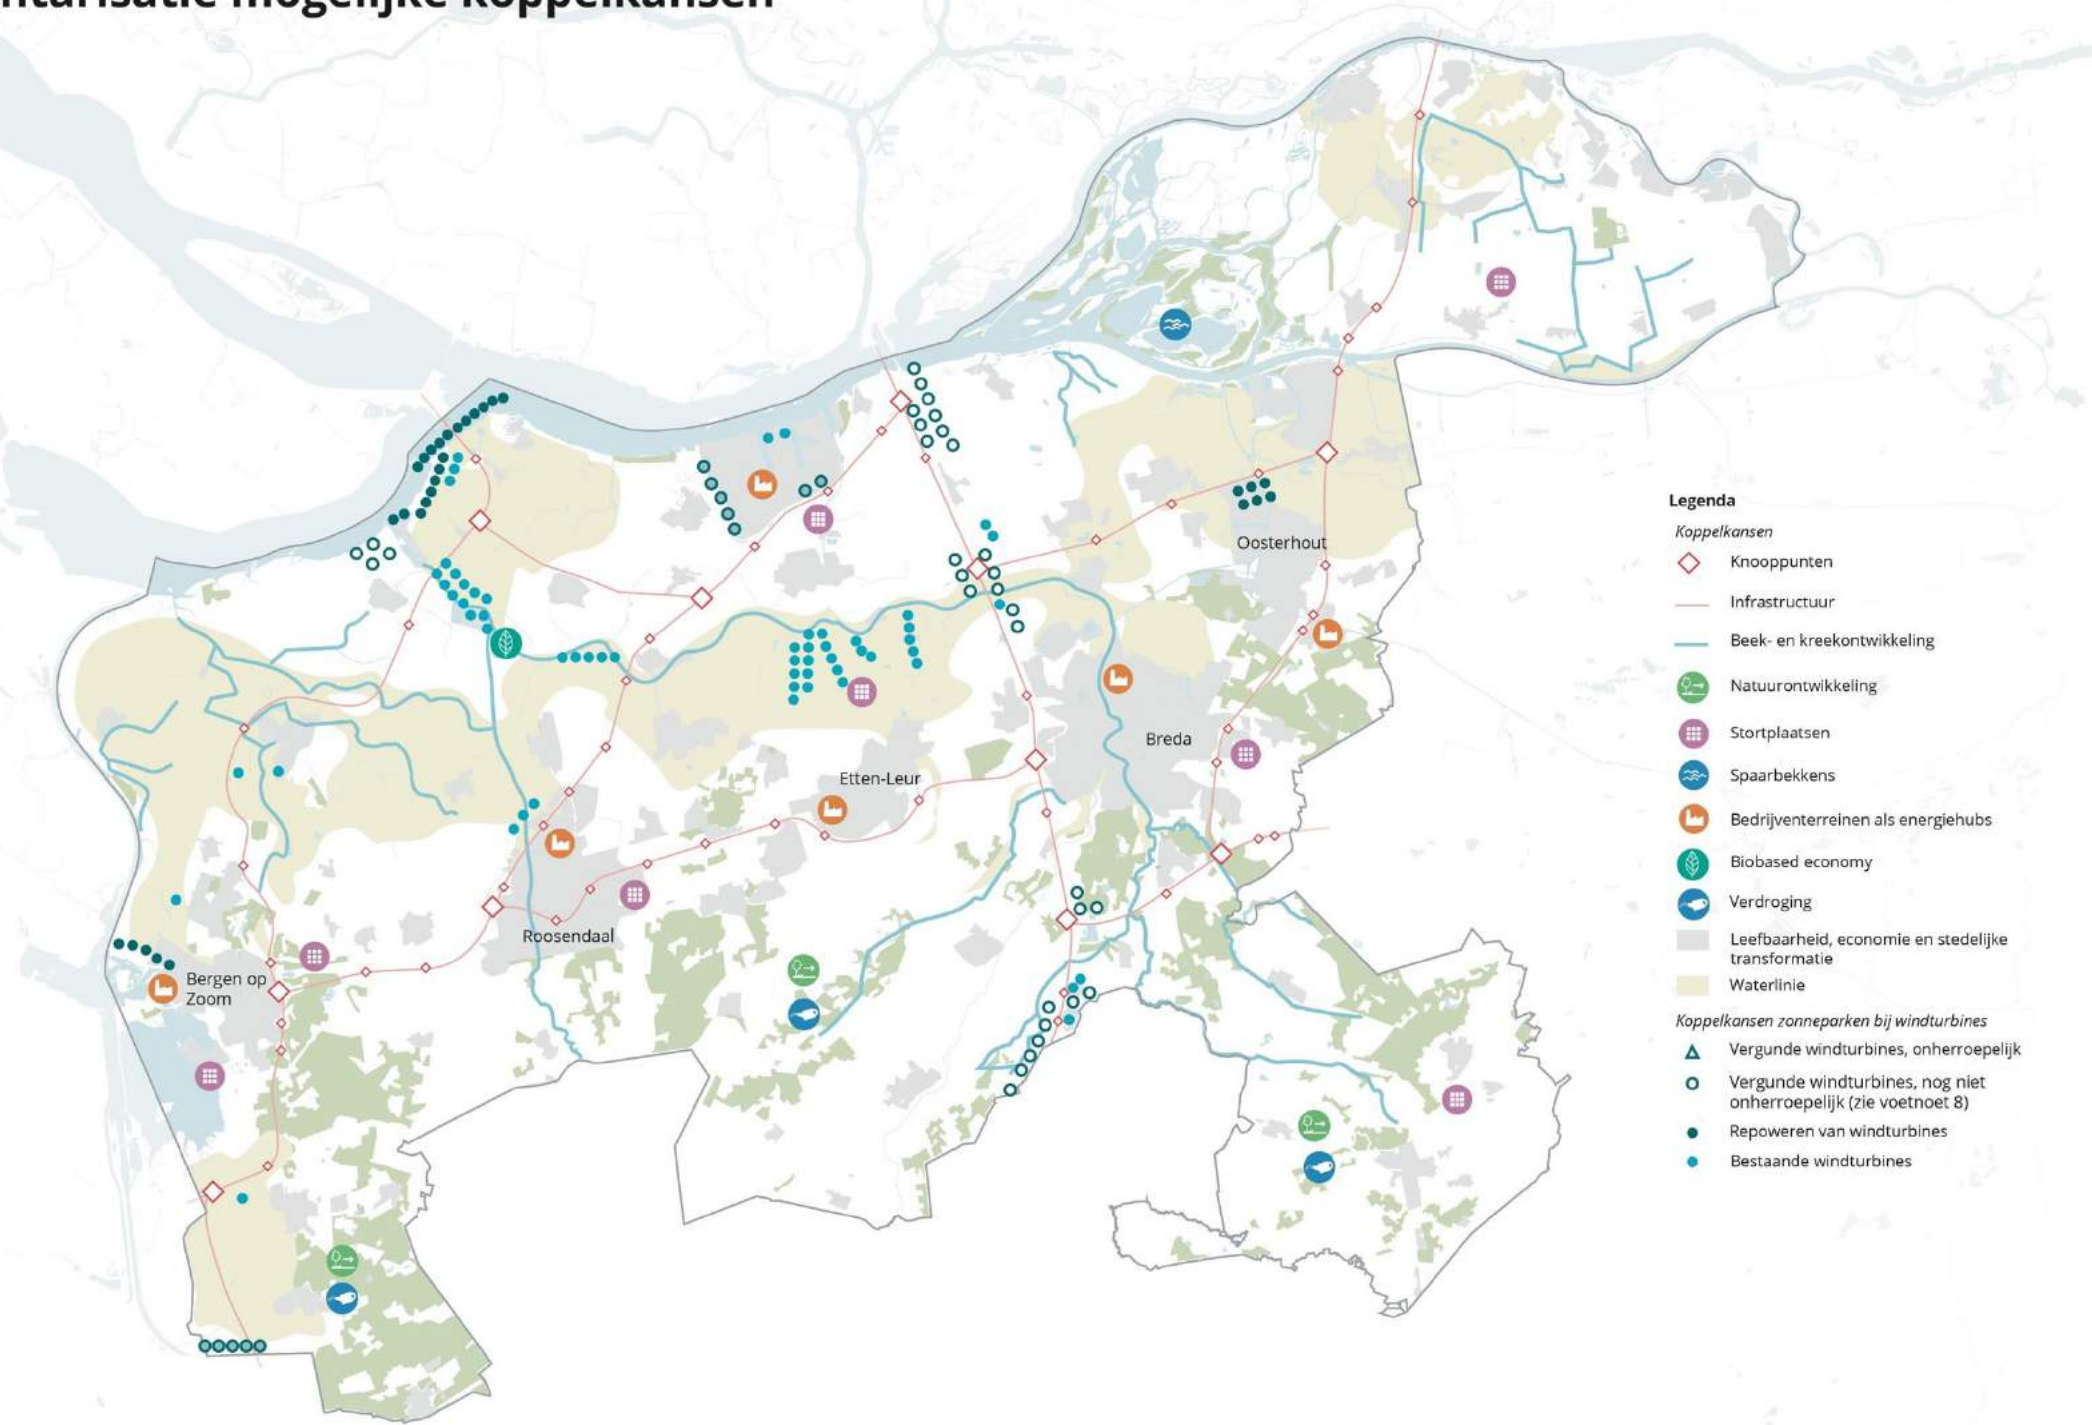 mogelijke koppelkansen
Oosterhout
Breda
Etten-Leur
Roosendaal
Bergen op
Zoom
Legenda
Koppelkansen
Knooppunten
Infrastructuur
Beek- en kreekontwikkeling
Natuurontwikkeling
Stortplaatsen
Spaarbekkens
Bedrijventerreinen als energiehubs
Biobased economy
Verdroging
Leefbaarheid, economie en stedelijke
transformatie
Waterlinie
Koppelkansen zonneparken bij windturbines
Vergunde windturbines, onherroepelijk
Vergunde windturbines, nog niet
onherroepelijk (zie voetnoet 8)
Repoweren van windturbines
Bestaande windturbines